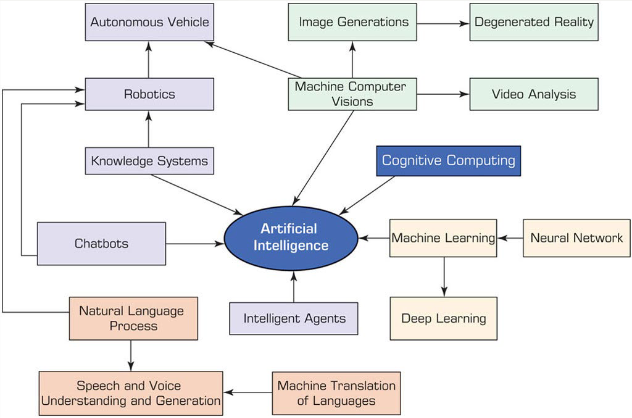 Autonomous Vehicle
Image Generations
Degenerated Reality
Robotics
Machine Computer
Visions
Video Analysis
Knowledge Systems
Cognitive Computing
Artificial
Intelligence
Chatbots
Machine Learning
Neural Network
Natural Language
Process
Intelligent Agents
Deep Learning
Speech and Voice
Understanding and Generation
Machine Translation
of Languages